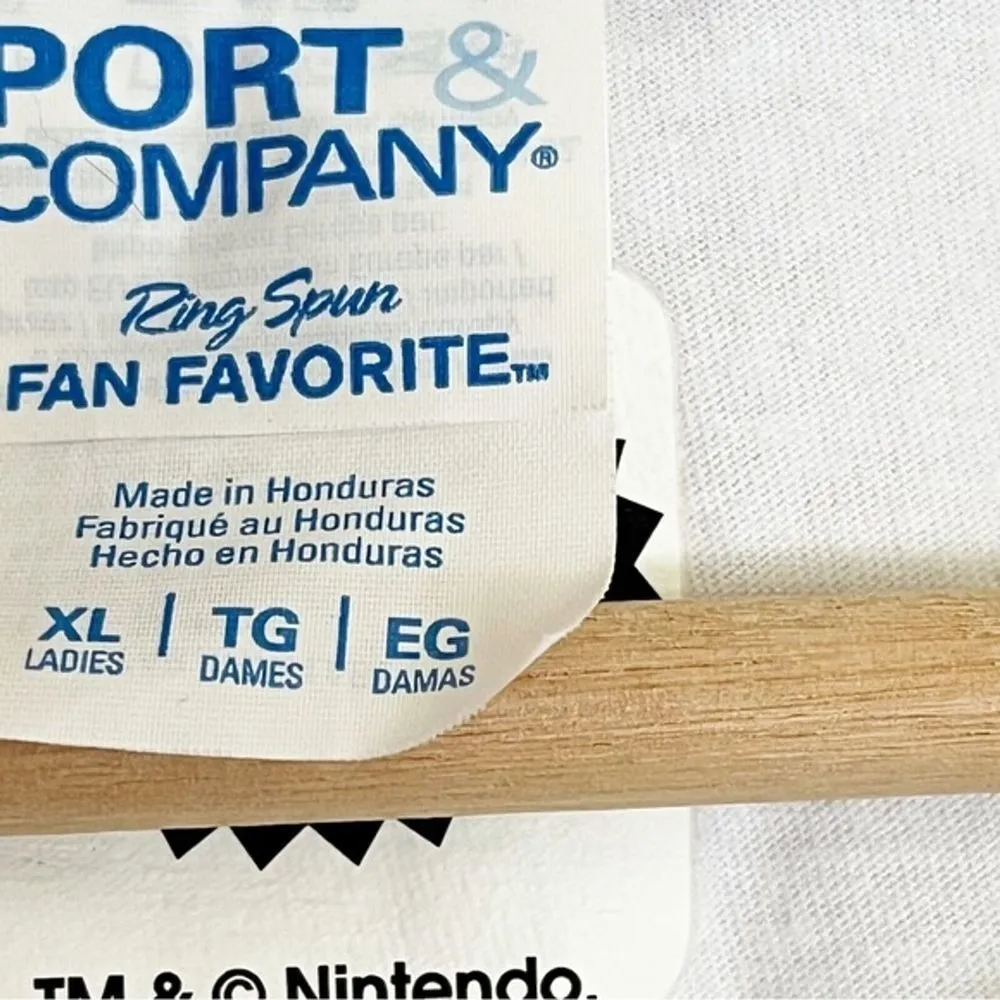 PORT &
COMPANY®
Ring Spun
FAN FAVORITE™
Made in Honduras
Fabriqué au Honduras
Hecho en Honduras
XL | TG | EG
LADIES DAMES DAMAS
TM & © Nintendo.